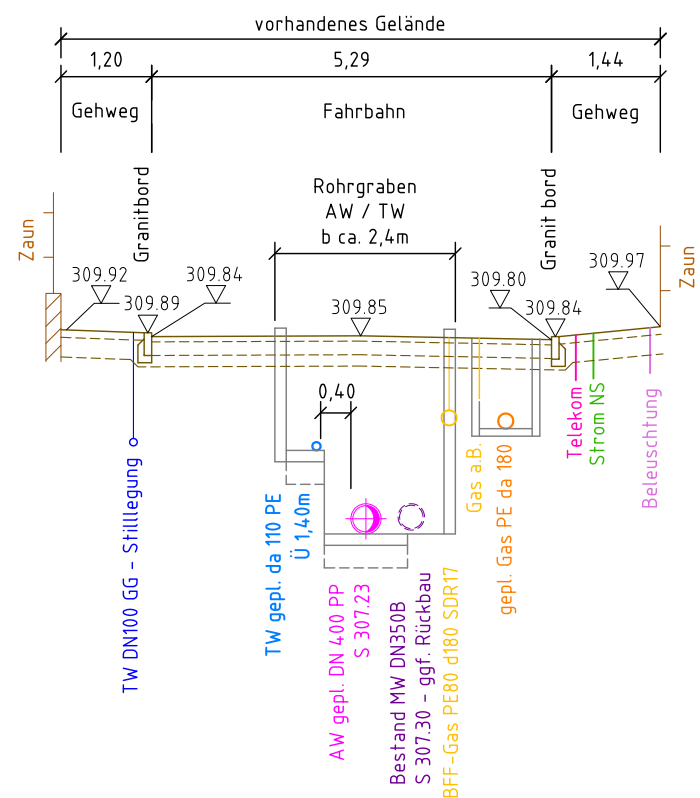 vorhandenes Gelände
1,20
5,29
1,44
Gehweg
Fahrbahn
Gehweg
Granitbord
Granit bord
Rohrgraben
AW / TW
b ca. 2,4m
Zaun
Zaun
309.92
309.84
309.89
309.85
309.80
309.84
309.97
0,40
TW DN100 GG - Stilllegung
TW gepl. da 110 PE
Ü 1,40m
AW gepl. DN 400 PP
S 307.23
Bestand MW DN350B
S 307.30 - ggf. Rückbau
BFF-Gas PE80 d180 SDR17
Gas a.B.
gepl. Gas PE da 180
Telekom
Strom NS
Beleuschtung